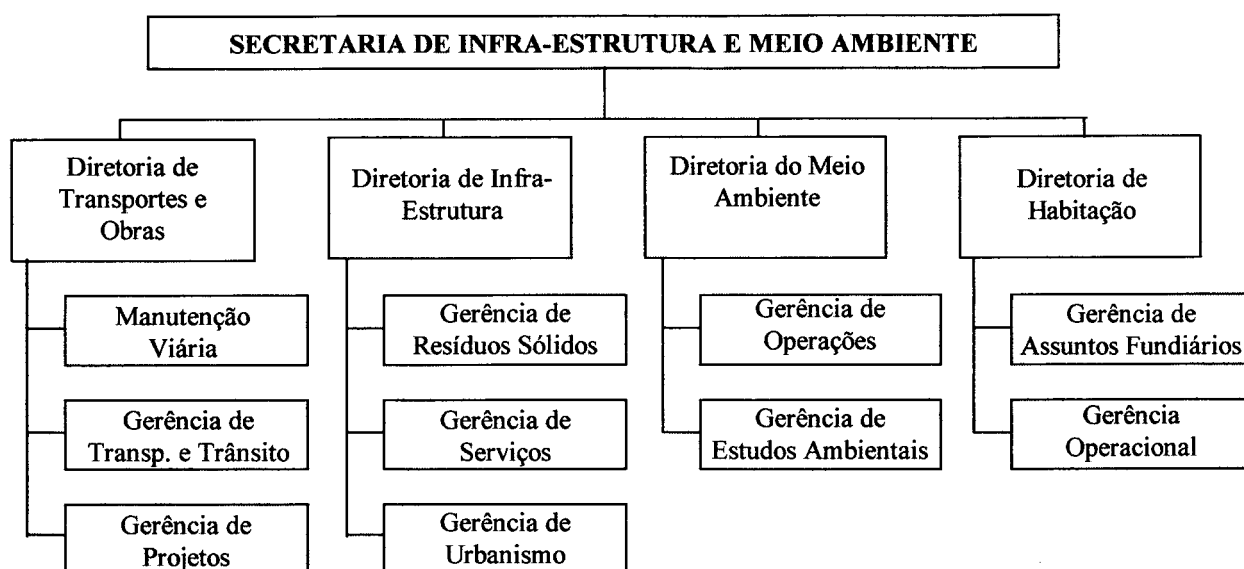 SECRETARIA DE INFRA-ESTRUTURA E MEIO AMBIENTE
Diretoria de
Transportes e
Obras
Diretoria de Infra-
Estrutura
Diretoria do Meio
Ambiente
Diretoria de
Habitação
Manutenção
Viária
Gerência de
Transp. e Trânsito
Gerência de
Projetos
Gerência de
Resíduos Sólidos
Gerência de
Serviços
Gerência de
Urbanismo
Gerência de
Operações
Gerência de
Estudos Ambientais
Gerência de
Assuntos Fundiários
Gerência
Operacional